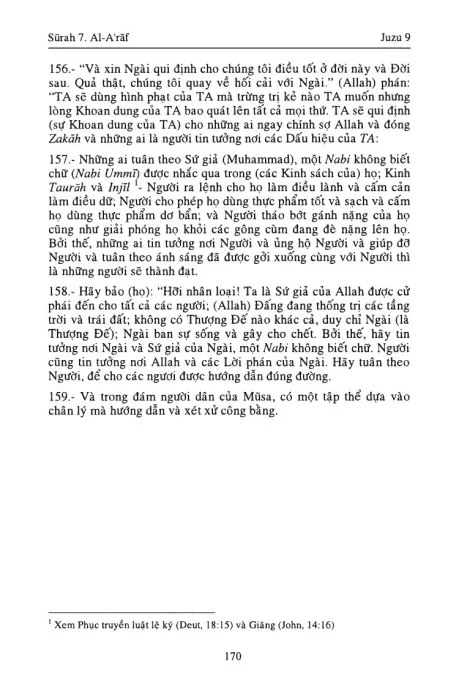 Sūrah 7. Al-A'rāf Juzu 9
156.- “Và xin Ngài qui định cho chúng tôi điều tốt ở đời này và Đời
sau. Quả thật, chúng tôi quay về hối cải với Ngài.” (Allah) phán:
“TA sẽ dùng hình phạt của TA mà trừng trị kẻ nào TA muốn nhưng
lòng Khoan dung của TA bao quát lên tất cả mọi thứ. TA sẽ qui định
(sự Khoan dung của TA) cho những ai ngay chính sợ Allah và đóng
Zakāh và những ai là người tin tưởng nơi các Dấu hiệu của TA:
157.- Những ai tuân theo Sứ giả (Muhammad), một Nabi không biết
chữ (Nabi Ummī) được nhắc qua trong (các Kinh sách của) họ; Kinh
Taurāh và Injīl ¹- Người ra lệnh cho họ làm điều lành và cấm cản
làm điều dữ; Người cho phép họ dùng thực phẩm tốt và sạch và cấm
họ dùng thực phẩm dơ bẩn; và Người tháo bớt gánh nặng của họ
cũng như giải phóng họ khỏi các gông cùm đang đè nặng lên họ.
Bởi thế, những ai tin tưởng nơi Người và ủng hộ Người và giúp đỡ
Người và tuân theo ánh sáng đã được gởi xuống cùng với Người thì
là những người sẽ thành đạt.
158.- Hãy bảo (họ): “Hỡi nhân loại! Ta là Sứ giả của Allah được cử
phái đến cho tất cả các người; (Allah) Đấng đang thống trị các tầng
trời và trái đất; không có Thượng Đế nào khác cả, duy chỉ Ngài (là
Thượng Đế); Ngài ban sự sống và gây cho chết. Bởi thế, hãy tin
tưởng nơi Ngài và Sứ giả của Ngài, một Nabi không biết chữ. Người
cũng tin tưởng nơi Allah và các Lời phán của Ngài. Hãy tuân theo
Người, để cho các ngươi được hướng dẫn đúng đường.
159.- Và trong đám người dân của Mūsa, có một tập thể dựa vào
chân lý mà hướng dẫn và xét xử công bằng.
¹ Xem Phục truyền luật lệ ký (Deut, 18:15) và Giăng (John, 14:16)
170